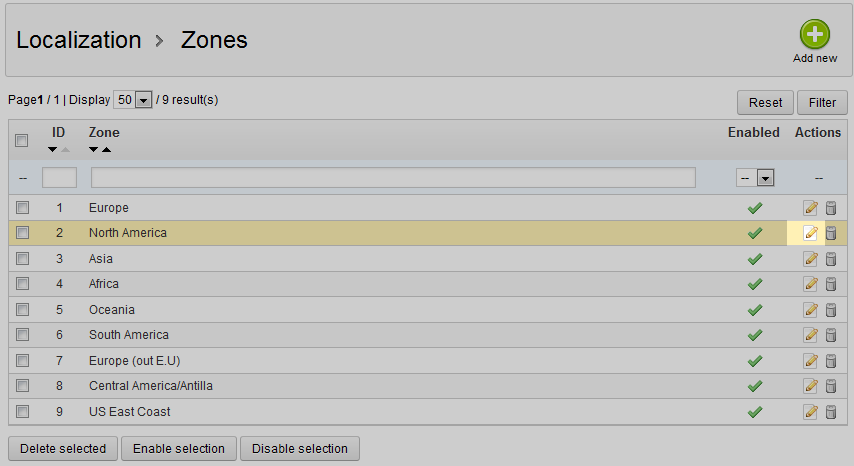 Localization > Zones
Add new
Page1 / 1 | Display 50 / 9 result(s)
Reset Filter
ID Zone Enabled Actions
-- -- --
1 Europe
2 North America
3 Asia
4 Africa
5 Oceania
6 South America
7 Europe (out E.U)
8 Central America/Antilla
9 US East Coast
Delete selected Enable selection Disable selection